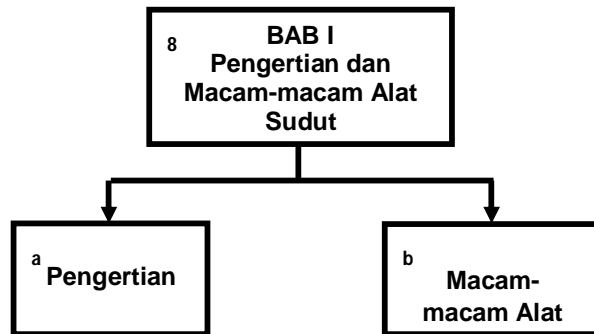 8
BAB I
Pengertian dan
Macam-macam Alat
Sudut
a
Pengertian
b
Macam-
macam Alat